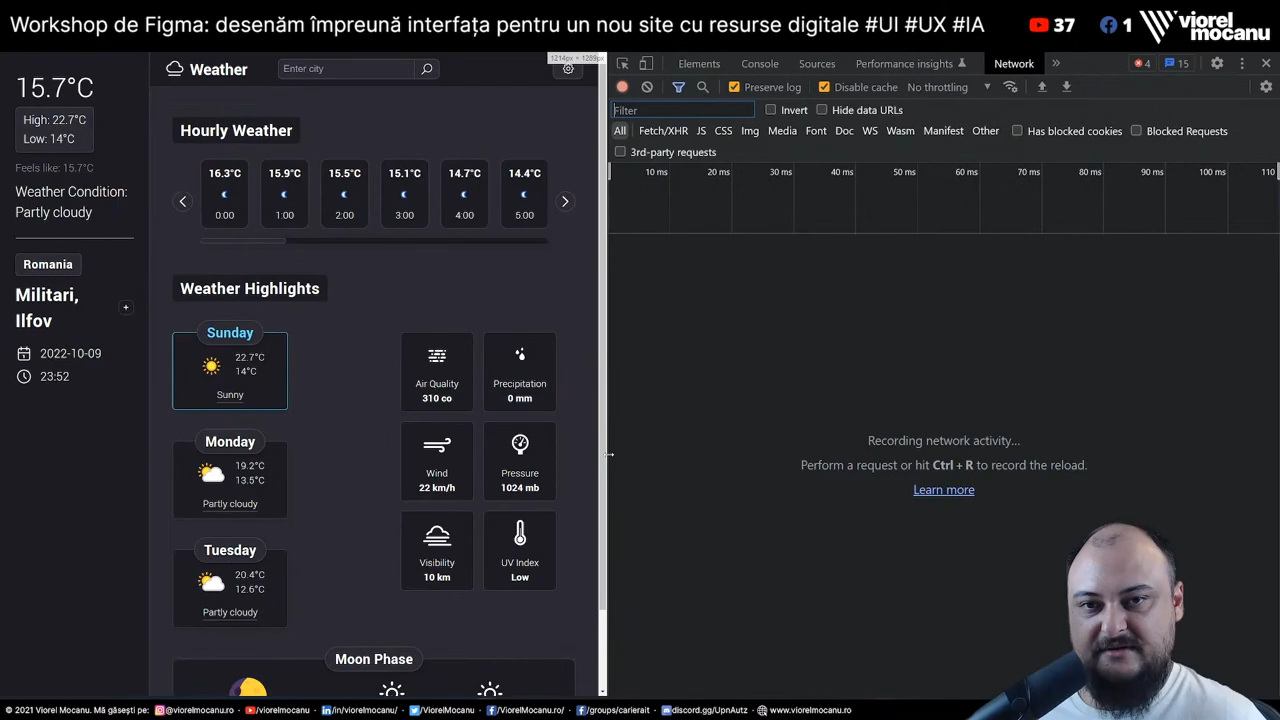 Workshop de Figma: desenăm împreună interfața pentru un nou site cu resurse digitale #UI #UX #IA
37
1
viorel
mocanu
15.7°C
High: 22.7°C
Low: 14°C
Feels like: 15.7°C
Weather Condition:
Partly cloudy
Romania
Militari,
Ilfov
+
2022-10-09
23:52
Weather
Enter city
1214px × 1289px
Hourly Weather
16.3°C 15.9°C 15.5°C 15.1°C 14.7°C 14.4°C
0:00 1:00 2:00 3:00 4:00 5:00
Weather Highlights
Sunday
22.7°C
14°C
Sunny
Monday
19.2°C
13.5°C
Partly cloudy
Tuesday
20.4°C
12.6°C
Partly cloudy
Air Quality
310 co
Precipitation
0 mm
Wind
22 km/h
Pressure
1024 mb
Visibility
10 km
UV Index
Low
Moon Phase
Elements Console Sources Performance insights Network » 4 15
Preserve log Disable cache No throttling
Filter Invert Hide data URLs
All Fetch/XHR JS CSS Img Media Font Doc WS Wasm Manifest Other Has blocked cookies Blocked Requests
3rd-party requests
10 ms 20 ms 30 ms 40 ms 50 ms 60 ms 70 ms 80 ms 90 ms 100 ms 110
Recording network activity...
Perform a request or hit Ctrl + R to record the reload.
Learn more
© 2021 Viorel Mocanu. Mă găsești pe: @viorelmocanu.ro /viorelmocanu /in/viorelmocanu/ /ViorelMocanu /ViorelMocanu.ro/ /groups/carierait discord.gg/UpnAutz www.viorelmocanu.ro